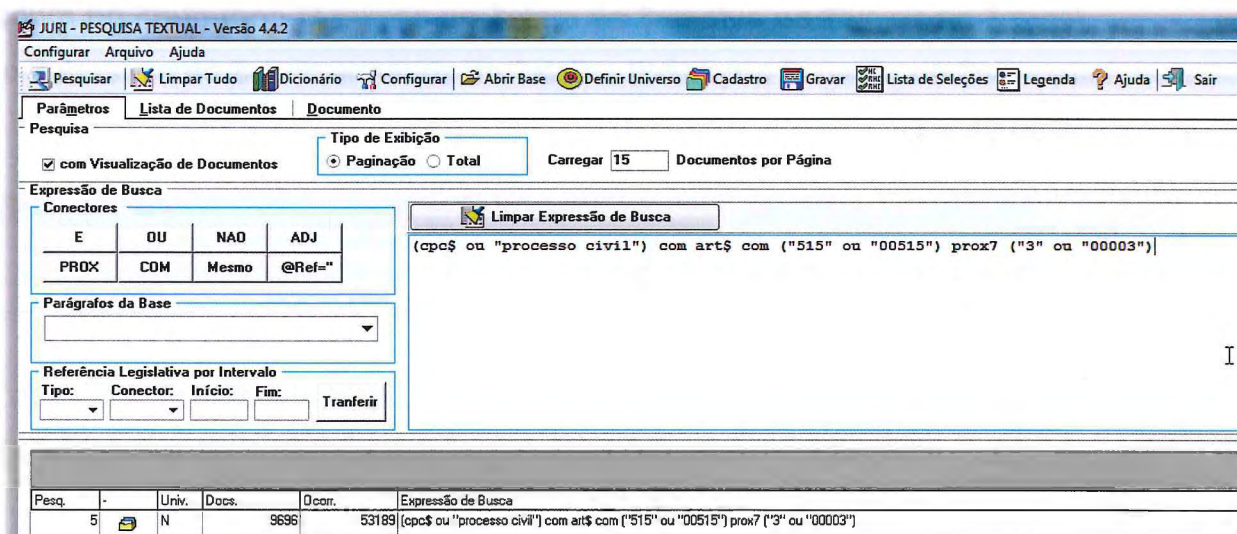 JURI - PESQUISA TEXTUAL - Versão 4.4.2
Configurar Arquivo Ajuda
Pesquisar Limpar Tudo Dicionário Configurar Abrir Base Definir Universo Cadastro Gravar Lista de Seleções Legenda Ajuda Sair
Parâmetros Lista de Documentos Documento
Pesquisa
Tipo de Exibição
com Visualização de Documentos Paginação Total Carregar 15 Documentos por Página
Expressão de Busca
Conectores
Limpar Expressão de Busca
E OU NAO ADJ
(cpc$ ou "processo civil") com art$ com ("515" ou "00515") prox7 ("3" ou "00003")
PROX COM Mesmo @Ref="
Parágrafos da Base
Referência Legislativa por Intervalo
Tipo: Conector: Início: Fim:
Tranferir
Pesq. - Univ. Docs. Ocorr. Expressão de Busca
5 N 9696 53189 (cpc$ ou "processo civil") com art$ com ("515" ou "00515") prox7 ("3" ou "00003")